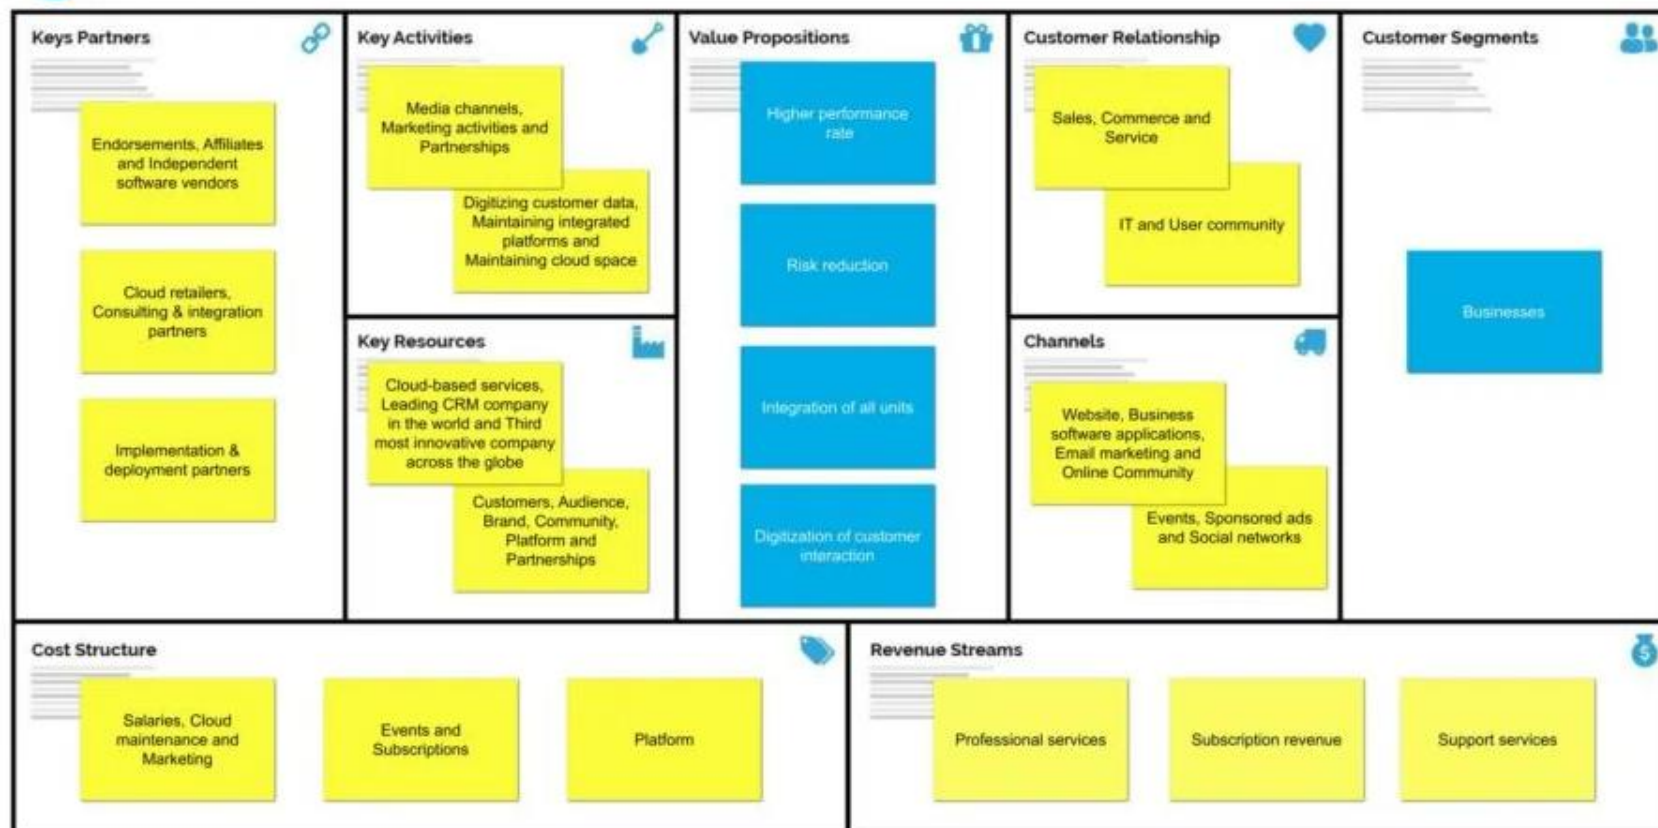 Keys Partners
Endorsements, Affiliates
and Independent
software vendors
Cloud retailers,
Consulting & integration
partners
Implementation &
deployment partners
Key Activities
Media channels,
Marketing activities and
Partnerships
Digitizing customer data,
Maintaining integrated
platforms and
Maintaining cloud space
Key Resources
Cloud-based services,
Leading CRM company
in the world and Third
most innovative company
across the globe
Customers, Audience,
Brand, Community,
Platform and
Partnerships
Value Propositions
Higher performance
rate
Risk reduction
Integration of all units
Digitization of customer
interaction
Customer Relationship
Sales, Commerce and
Service
IT and User community
Channels
Website, Business
software applications,
Email marketing and
Online Community
Events, Sponsored ads
and Social networks
Customer Segments
Businesses
Cost Structure
Salaries, Cloud
maintenance and
Marketing
Events and
Subscriptions
Platform
Revenue Streams
$
Professional services
Subscription revenue
Support services